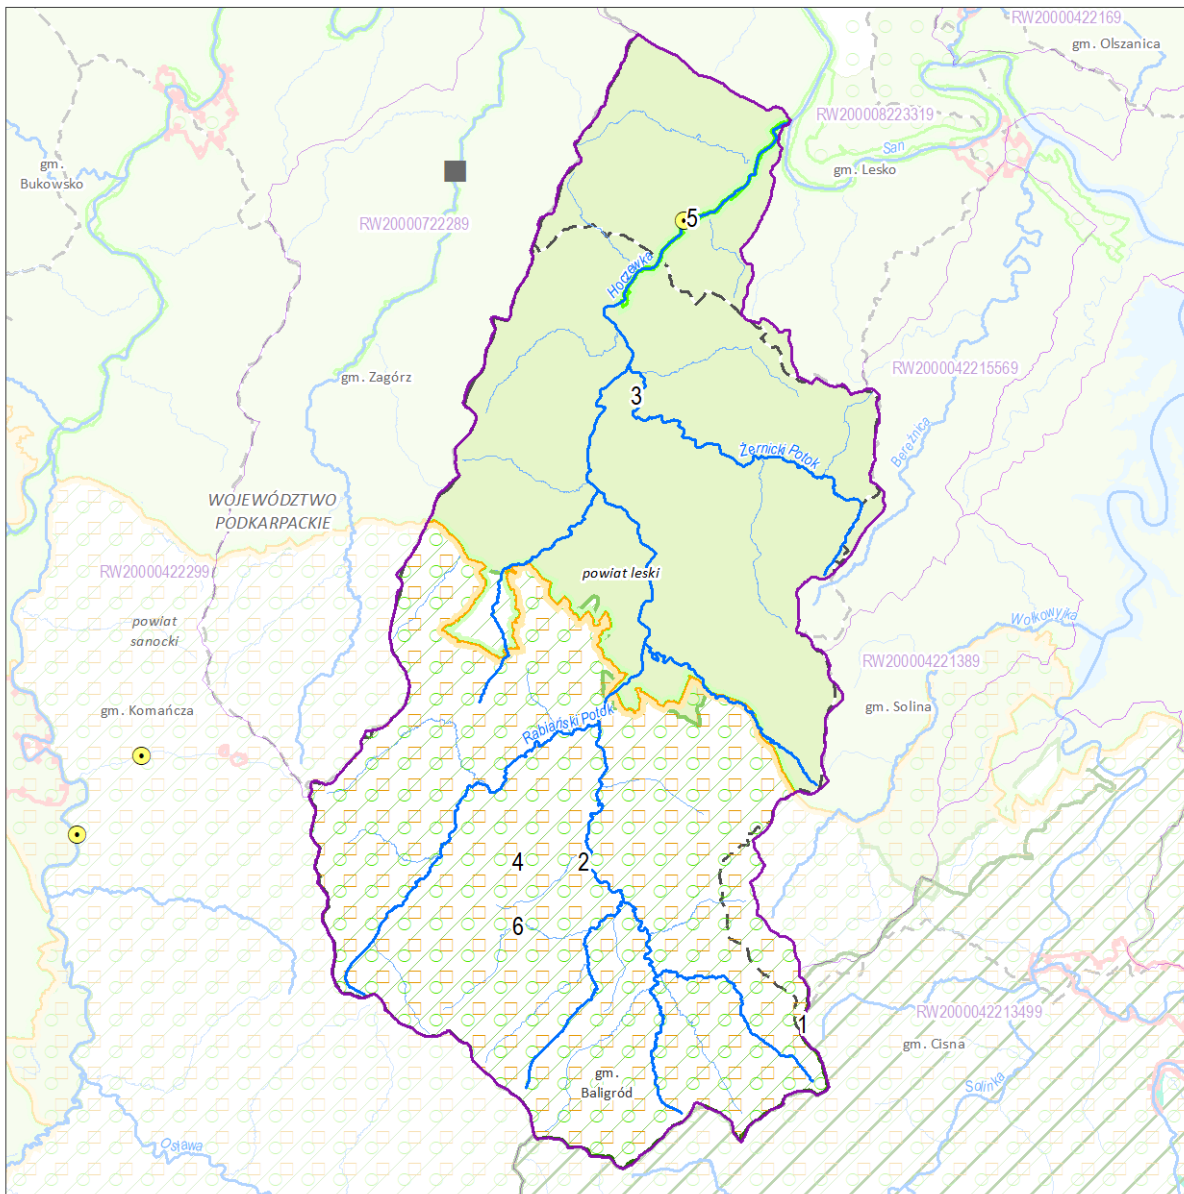 RW20000422169
gm. Olszanica
RW200008223319
San
gm. Lesko
gm.
Bukowsko
RW20000722289
5
Hoczewka
gm. Zagórz
RW2000042215569
3
Żernicki Potok
Bereźnica
WOJEWÓDZTWO
PODKARPACKIE
RW20000422299
powiat leski
powiat
sanocki
Wołkowyjka
RW200004221389
gm. Komańcza
gm. Solina
Rabiański Potok
4
2
6
1
RW2000042213499
gm. Cisna
gm.
Baligród
Solinka
Osława